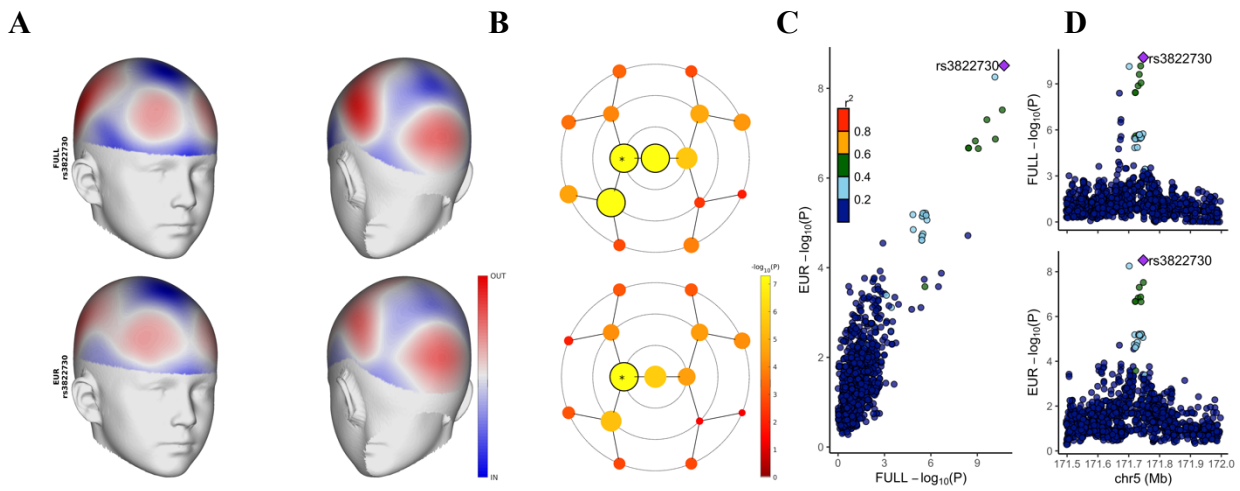 A
B
C
D
FULL
rs3822730
EUR
rs3822730
OUT
IN
*
*
-log10(P)
7
6
5
4
3
2
1
0
rs3822730
r2
0.8
0.6
0.4
0.2
8
6
4
2
0
EUR −log10(P)
0
3
6
9
FULL −log10(P)
rs3822730
9
6
3
0
FULL −log10(P)
rs3822730
8
6
4
2
0
EUR −log10(P)
171.5 171.6 171.7 171.8 171.9 172.0
chr5 (Mb)